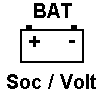 BAT
+ -
Soc / Volt